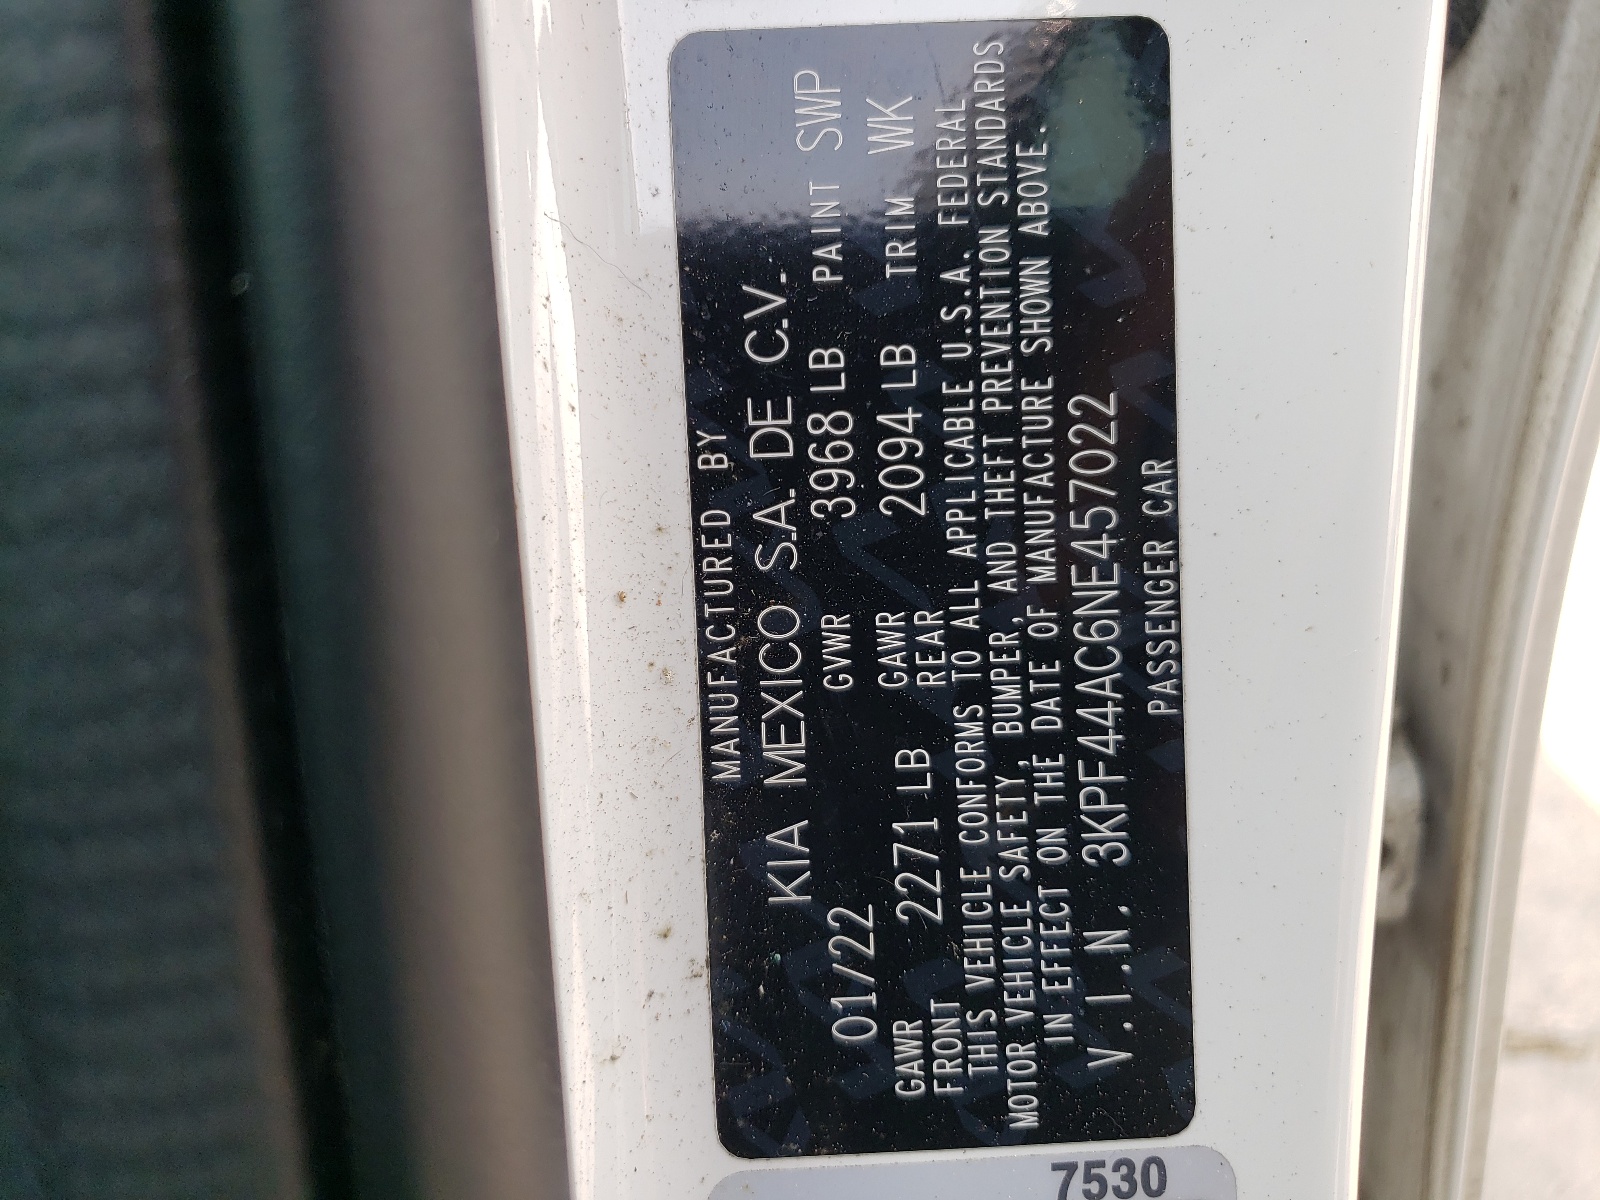 MANUFACTURED BY
KIA MEXICO S.A. DE C.V.
01/22 GVWR 3968 LB PAINT SWP
GAWR FRONT 2271 LB GAWR REAR 2094 LB TRIM WK
THIS VEHICLE CONFORMS TO ALL APPLICABLE U.S.A. FEDERAL
MOTOR VEHICLE SAFETY, BUMPER, AND THEFT PREVENTION STANDARDS
IN EFFECT ON THE DATE OF MANUFACTURE SHOWN ABOVE.
V.I.N. 3KPF44AC6NE457022
PASSENGER CAR
7530